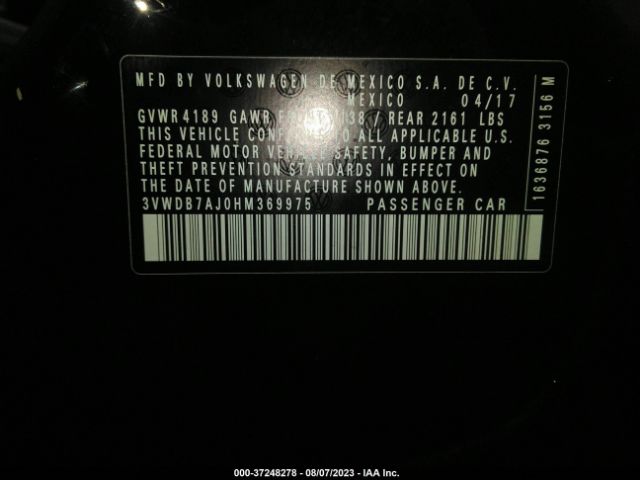 MFD BY VOLKSWAGEN DE MEXICO S.A. DE C.V.
MEXICO 04/17
GVWR 4189 GAWR REAR 2161 LBS
THIS VEHICLE CONFORMS TO ALL APPLICABLE U.S.
FEDERAL MOTOR VEHICLE SAFETY, BUMPER AND
THEFT PREVENTION STANDARDS IN EFFECT ON THE
DATE OF MANUFACTURE SHOWN ABOVE.
3VWDB7AJ0HM369975 PASSENGER CAR
1636876 3156 M
000-37248278 - 08/07/2023 - IAA Inc.